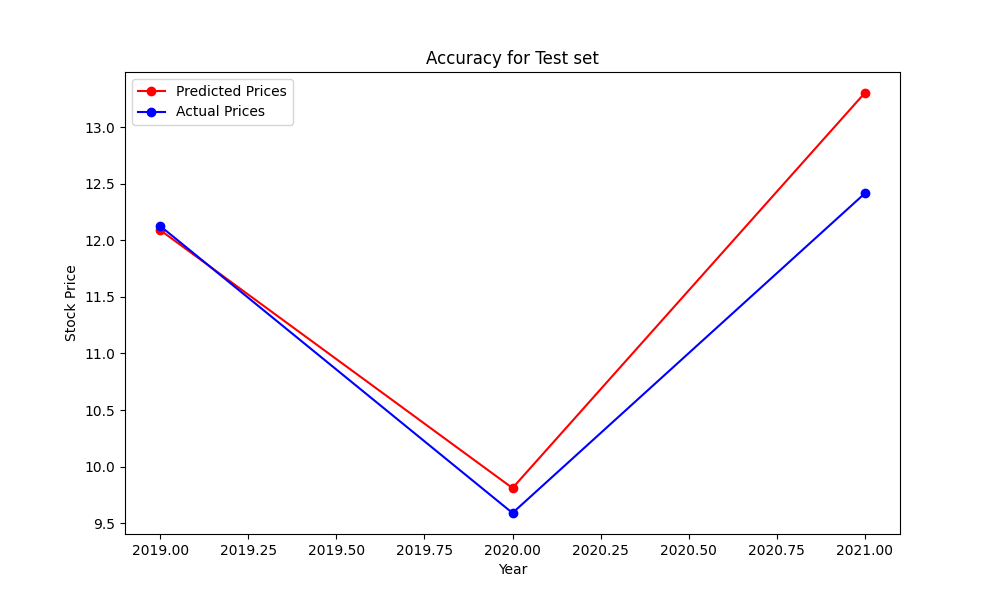 Accuracy for Test set
Predicted Prices
Actual Prices
13.0
12.5
12.0
11.5
11.0
10.5
10.0
9.5
Stock Price
2019.00 2019.25 2019.50 2019.75 2020.00 2020.25 2020.50 2020.75 2021.00
Year